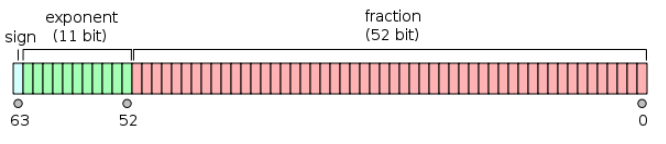 exponent
fraction
sign
(11 bit)
(52 bit)
63
52
0